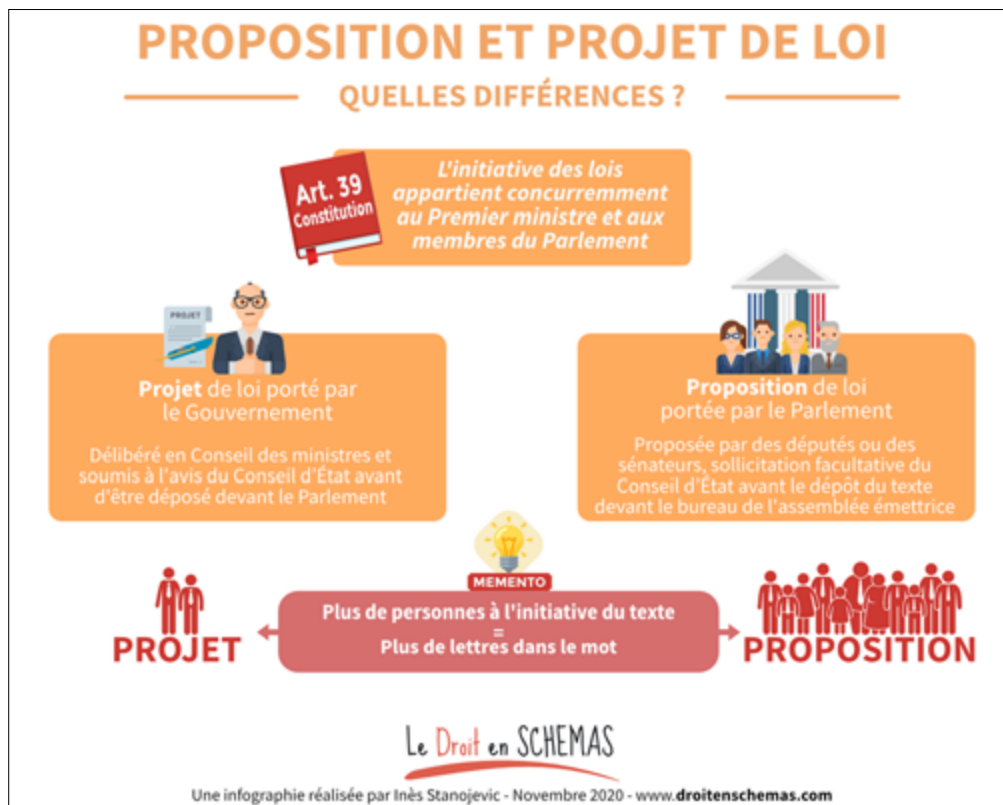 PROPOSITION ET PROJET DE LOI
QUELLES DIFFÉRENCES ?
Art. 39
Constitution
L'initiative des lois
appartient concurremment
au Premier ministre et aux
membres du Parlement
PROJET
Projet de loi porté par
le Gouvernement
Délibéré en Conseil des ministres et
soumis à l'avis du Conseil d'État avant
d'être déposé devant le Parlement
Proposition de loi
portée par le Parlement
Proposée par des députés ou des
sénateurs, sollicitation facultative du
Conseil d'État avant le dépôt du texte
devant le bureau de l'assemblée émettrice
MEMENTO
Plus de personnes à l'initiative du texte
=
Plus de lettres dans le mot
PROJET
PROPOSITION
Le Droit en SCHEMAS
Une infographie réalisée par Inès Stanojevic - Novembre 2020 - www.droitenschemas.com